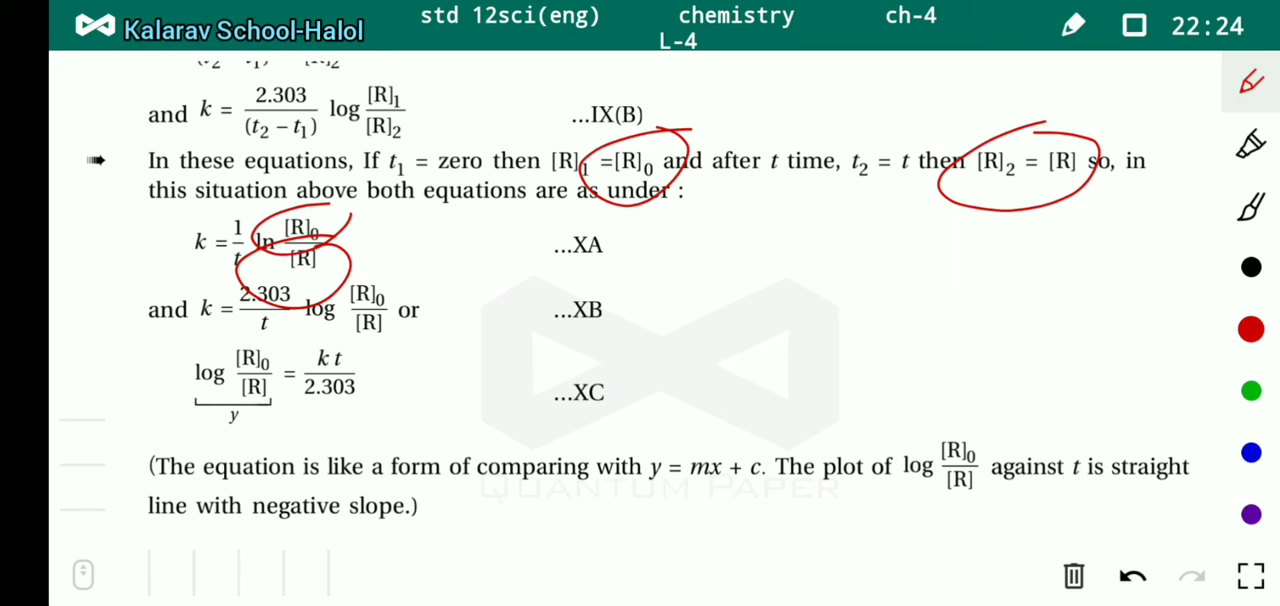 std 12sci(eng) chemistry ch-4
L-4
Kalarav School-Halol
22:24
and k = 2.303/(t₂ – t₁) log [R]₁/[R]₂ ...IX(B)
In these equations, If t₁ = zero then [R]₁ =[R]₀ and after t time, t₂ = t then [R]₂ = [R] so, in
this situation above both equations are as under :
k = 1/t ln [R]₀/[R] ...XA
and k = 2.303/t log [R]₀/[R] or ...XB
log [R]₀/[R] = k t/2.303 ...XC
y
(The equation is like a form of comparing with y = mx + c. The plot of log [R]₀/[R] against t is straight
line with negative slope.)
QUANTUM PAPER